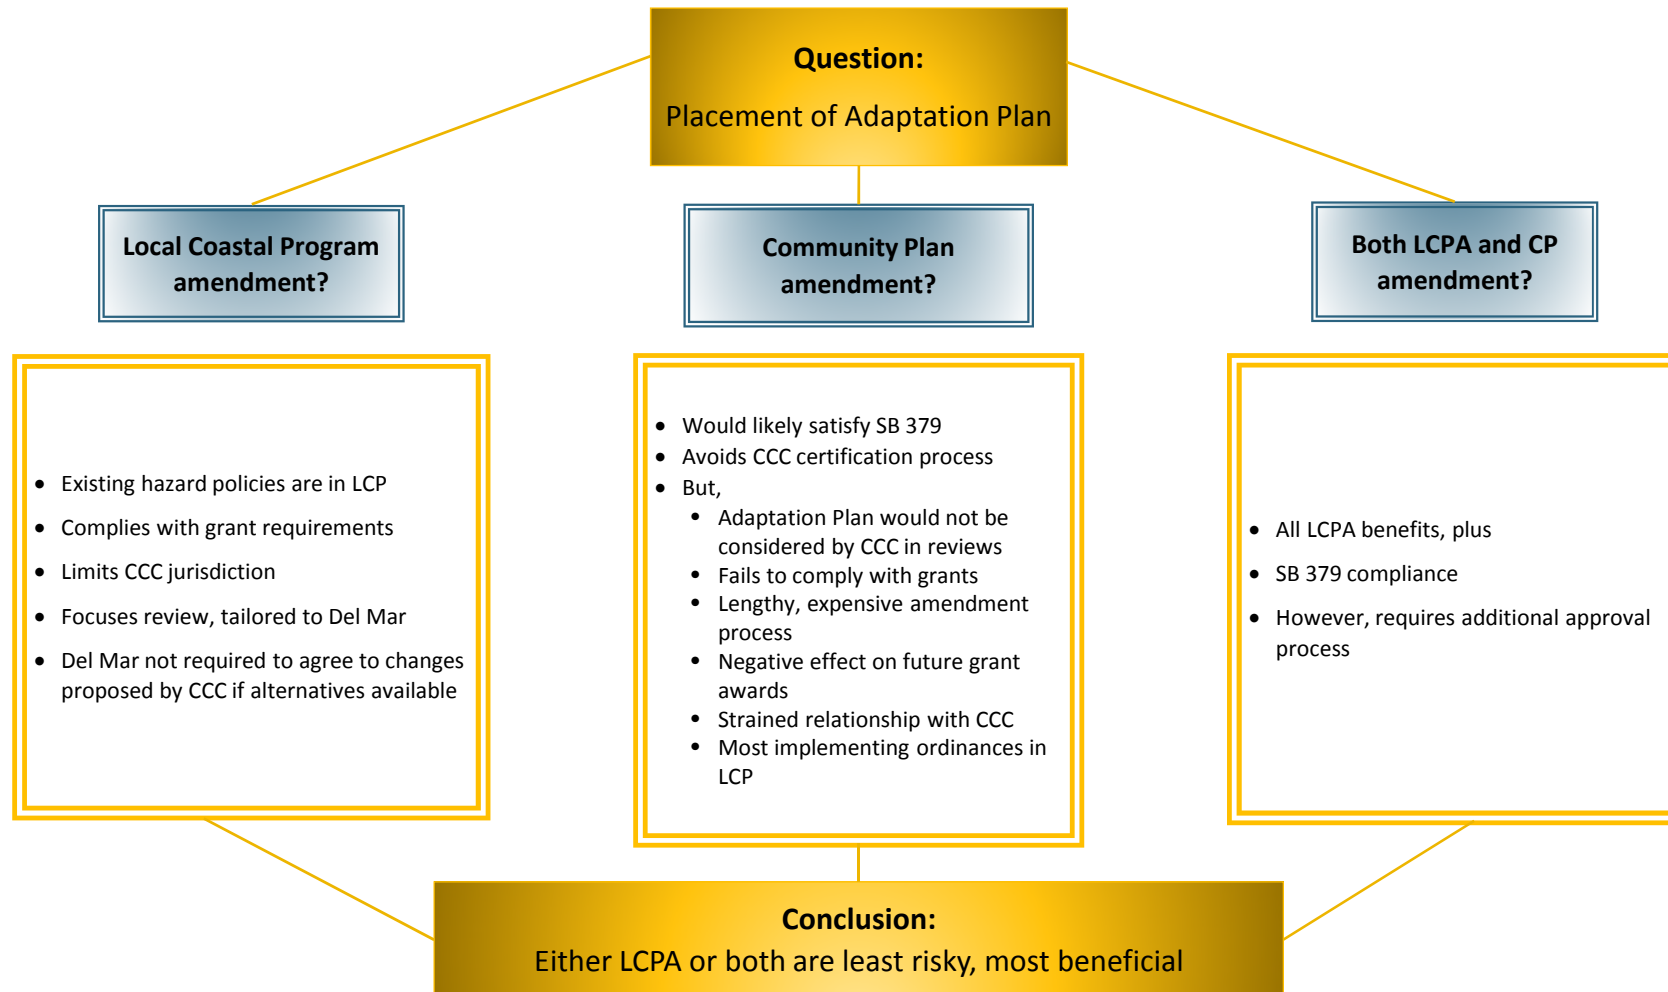 Question:
Placement of Adaptation Plan
Local Coastal Program
amendment?
Community Plan
amendment?
Both LCPA and CP
amendment?
• Existing hazard policies are in LCP
• Complies with grant requirements
• Limits CCC jurisdiction
• Focuses review, tailored to Del Mar
• Del Mar not required to agree to changes
proposed by CCC if alternatives available
• Would likely satisfy SB 379
• Avoids CCC certification process
• But,
• Adaptation Plan would not be
considered by CCC in reviews
• Fails to comply with grants
• Lengthy, expensive amendment
process
• Negative effect on future grant
awards
• Strained relationship with CCC
• Most implementing ordinances in
LCP
• All LCPA benefits, plus
• SB 379 compliance
• However, requires additional approval
process
Conclusion:
Either LCPA or both are least risky, most beneficial